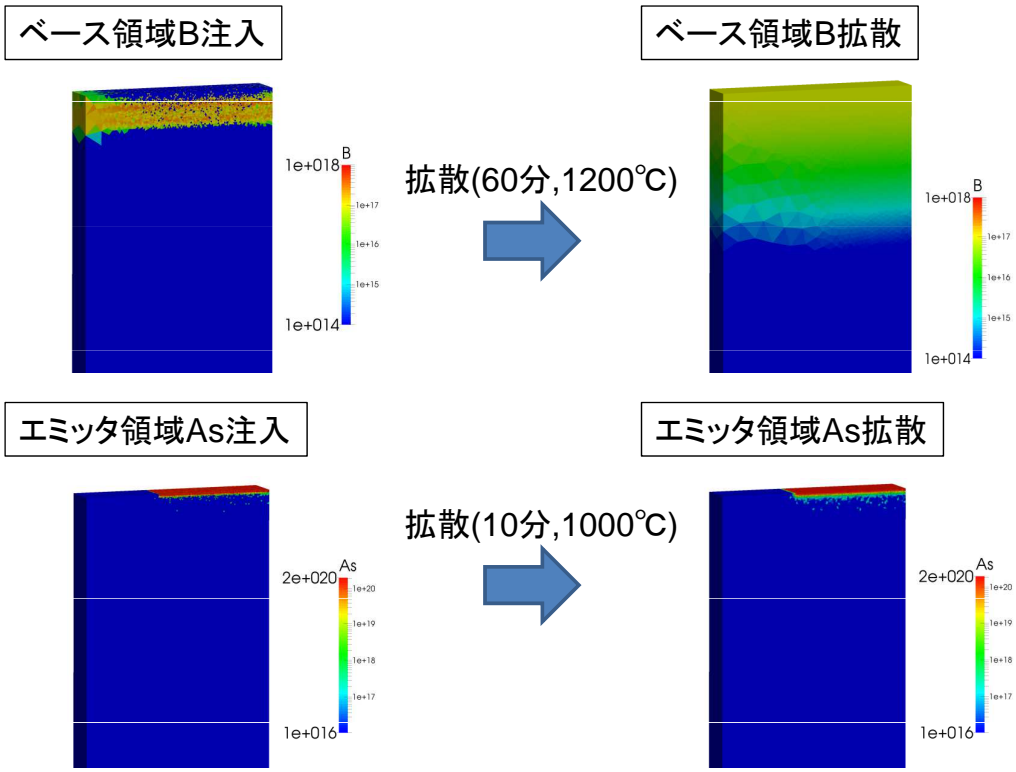 ベース領域B注入
ベース領域B拡散
B
1e+018
1e+17
1e+16
1e+15
1e+014
拡散(60分,1200℃)
B
1e+018
1e+17
1e+16
1e+15
1e+014
エミッタ領域As注入
エミッタ領域As拡散
As
2e+020
1e+20
1e+19
1e+18
1e+17
1e+016
拡散(10分,1000℃)
As
2e+020
1e+20
1e+19
1e+18
1e+17
1e+016